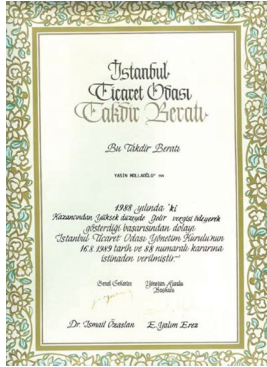 İstanbul
Ticaret Odası
Takdir Beratı
Bu Takdir Beratı
YASİN MOLLAOĞLU'na
1988 yılında "ki
Kazancından Yüksek düzeyde Gelir vergisi ödeyerek
gösterdiği başarısından dolayı
İstanbul Ticaret Odası Yönetim Kurulu'nun
16.8.1989 tarih ve 88 numaralı kararına
istinaden verilmiştir"
Genel Sekreter Yönetim Kurulu
Başkanı
Dr. İsmail Özaslan E. Yalım Erez